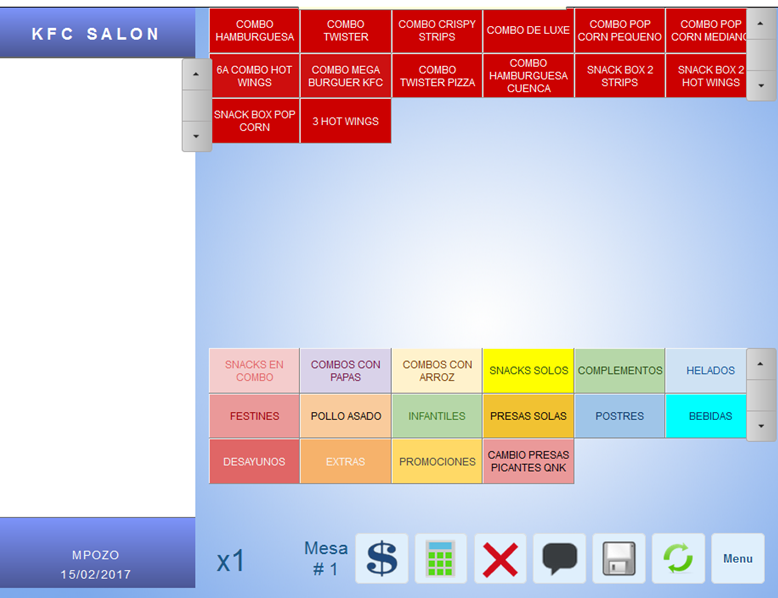 KFC SALON
COMBO
HAMBURGUESA
COMBO
TWISTER
COMBO CRISPY
STRIPS
COMBO DE LUXE
COMBO POP
CORN PEQUENO
COMBO POP
CORN MEDIANO
6A COMBO HOT
WINGS
COMBO MEGA
BURGUER KFC
COMBO
TWISTER PIZZA
COMBO
HAMBURGUESA
CUENCA
SNACK BOX 2
STRIPS
SNACK BOX 2
HOT WINGS
SNACK BOX POP
CORN
3 HOT WINGS
SNACKS EN
COMBO
COMBOS CON
PAPAS
COMBOS CON
ARROZ
SNACKS SOLOS
COMPLEMENTOS
HELADOS
FESTINES
POLLO ASADO
INFANTILES
PRESAS SOLAS
POSTRES
BEBIDAS
DESAYUNOS
EXTRAS
PROMOCIONES
CAMBIO PRESAS
PICANTES QNK
MPOZO
15/02/2017
x1
Mesa
# 1
$
Menu